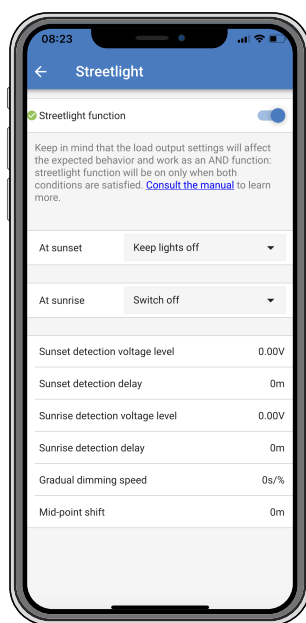 08:23
Streetlight
Streetlight function
Keep in mind that the load output settings will affect
the expected behavior and work as an AND function:
streetlight function will be on only when both
conditions are satisfied. Consult the manual to learn
more.
At sunset Keep lights off
At sunrise Switch off
Sunset detection voltage level 0.00V
Sunset detection delay 0m
Sunrise detection voltage level 0.00V
Sunrise detection delay 0m
Gradual dimming speed 0s/%
Mid-point shift 0m